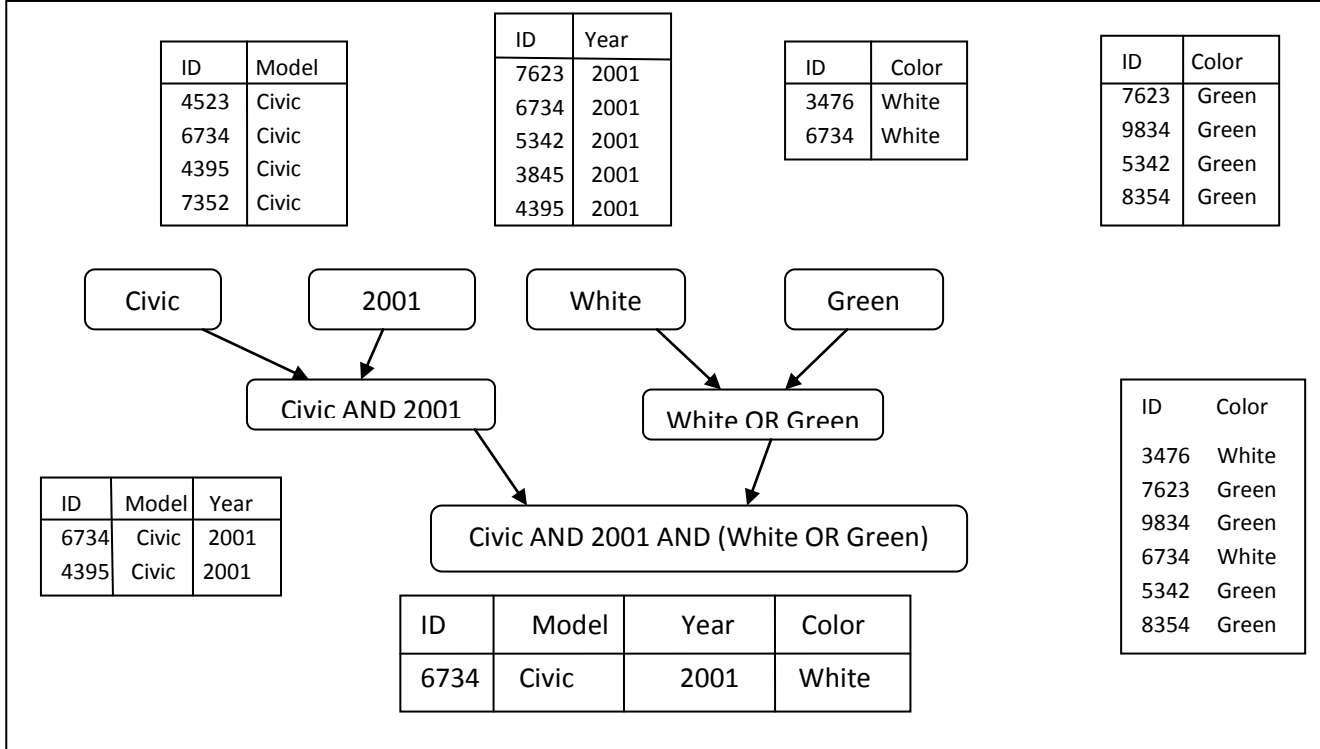 ID Model
4523 Civic
6734 Civic
4395 Civic
7352 Civic
ID Year
7623 2001
6734 2001
5342 2001
3845 2001
4395 2001
ID Color
3476 White
6734 White
ID Color
7623 Green
9834 Green
5342 Green
8354 Green
Civic
2001
White
Green
Civic AND 2001
White OR Green
ID Model Year
6734 Civic 2001
4395 Civic 2001
Civic AND 2001 AND (White OR Green)
ID Color
3476 White
7623 Green
9834 Green
6734 White
5342 Green
8354 Green
ID Model Year Color
6734 Civic 2001 White